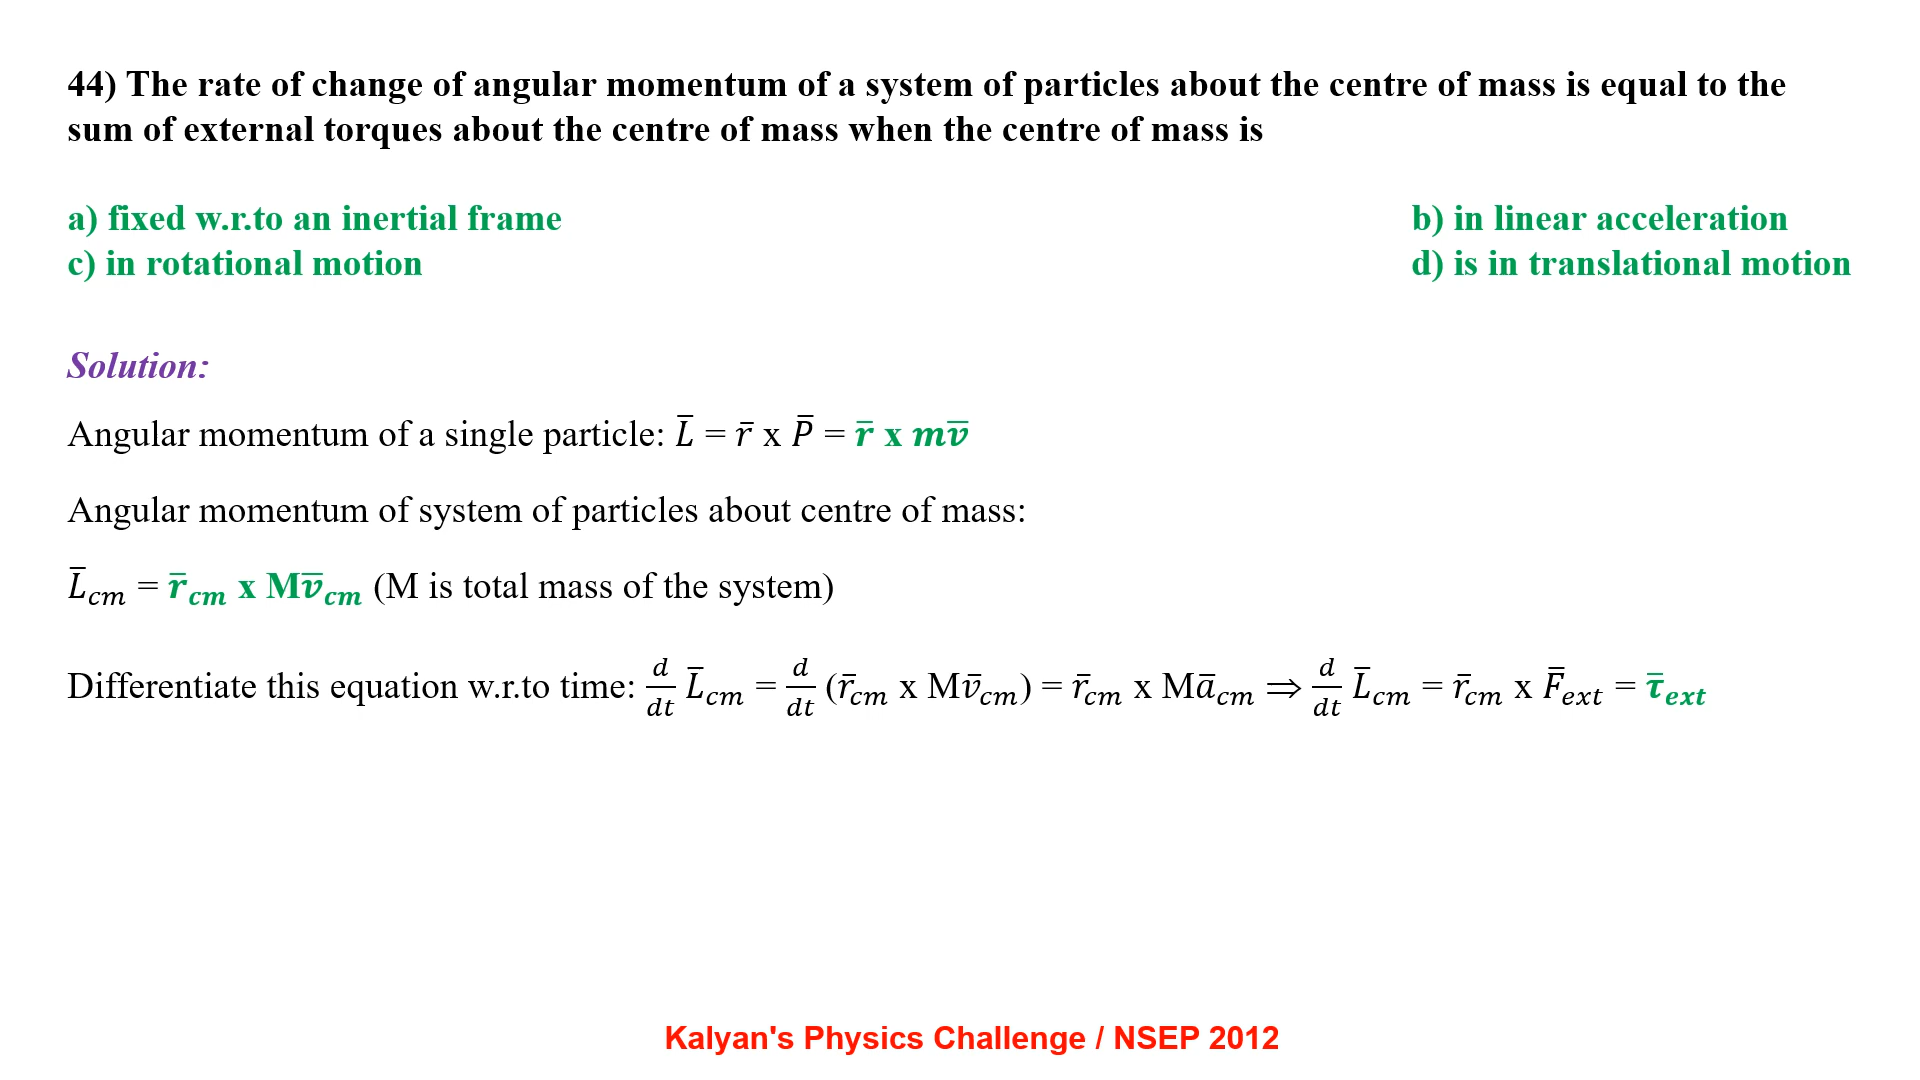 44) The rate of change of angular momentum of a system of particles about the centre of mass is equal to the
sum of external torques about the centre of mass when the centre of mass is
a) fixed w.r.to an inertial frame b) in linear acceleration
c) in rotational motion d) is in translational motion
Solution:
Angular momentum of a single particle: L̅ = r̅ x P̅ = r̅ x mv̅
Angular momentum of system of particles about centre of mass:
L̅cm = r̅cm x Mv̅cm (M is total mass of the system)
Differentiate this equation w.r.to time: d/dt L̅cm = d/dt (r̅cm x Mv̅cm) = r̅cm x Ma̅cm ⟹ d/dt L̅cm = r̅cm x F̅ext = τ̅ext
Kalyan's Physics Challenge / NSEP 2012